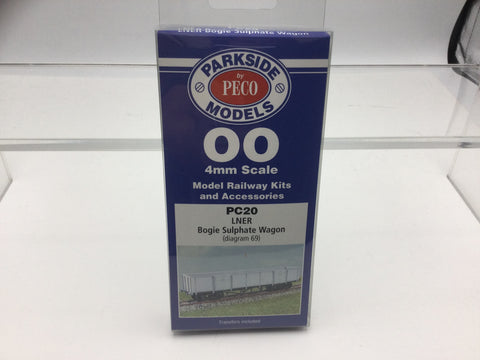 LNER Bogie Sulphate Wagon
PARKSIDE
by
PECO
MODELS
OO
4mm Scale
Model Railway Kits
and Accessories
PC20
LNER
Bogie Sulphate Wagon
(diagram 69)
Transfers included